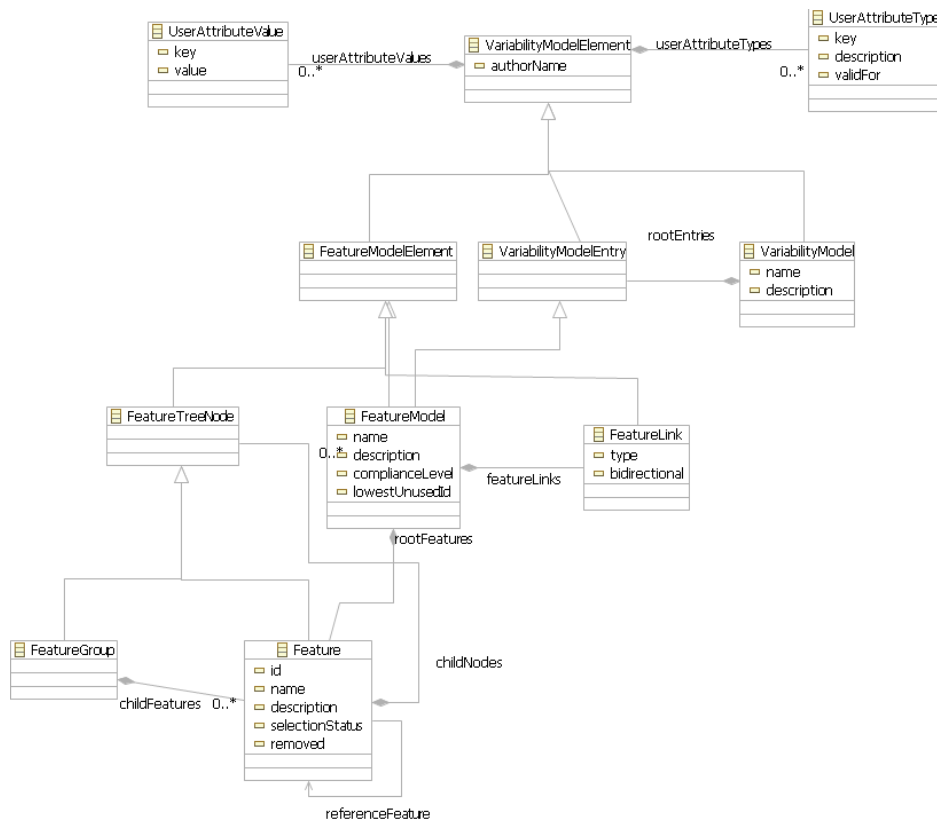 UserAttributeValue
key
value
userAttributeValues
0..*
VariabilityModelElement
authorName
userAttributeTypes
0..*
UserAttributeType
key
description
validFor
FeatureModelElement
VariabilityModelEntry
rootEntries
VariabilityModel
name
description
FeatureTreeNode
0..*
FeatureModel
name
description
complianceLevel
lowestUnusedId
featureLinks
FeatureLink
type
bidirectional
rootFeatures
FeatureGroup
childFeatures
0..*
Feature
id
name
description
selectionStatus
removed
childNodes
referenceFeature